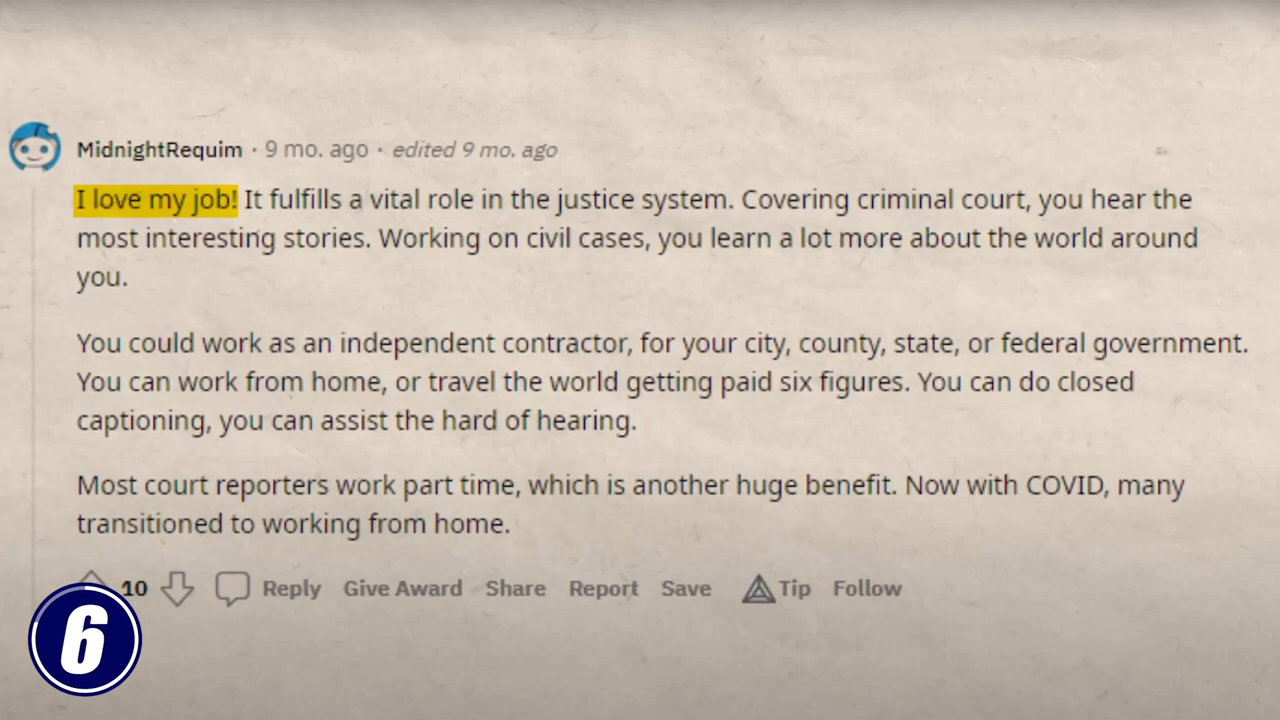 MidnightRequim · 9 mo. ago · edited 9 mo. ago
I love my job! It fulfills a vital role in the justice system. Covering criminal court, you hear the
most interesting stories. Working on civil cases, you learn a lot more about the world around
you.
You could work as an independent contractor, for your city, county, state, or federal government.
You can work from home, or travel the world getting paid six figures. You can do closed
captioning, you can assist the hard of hearing.
Most court reporters work part time, which is another huge benefit. Now with COVID, many
transitioned to working from home.
10 Reply Give Award Share Report Save Tip Follow
6